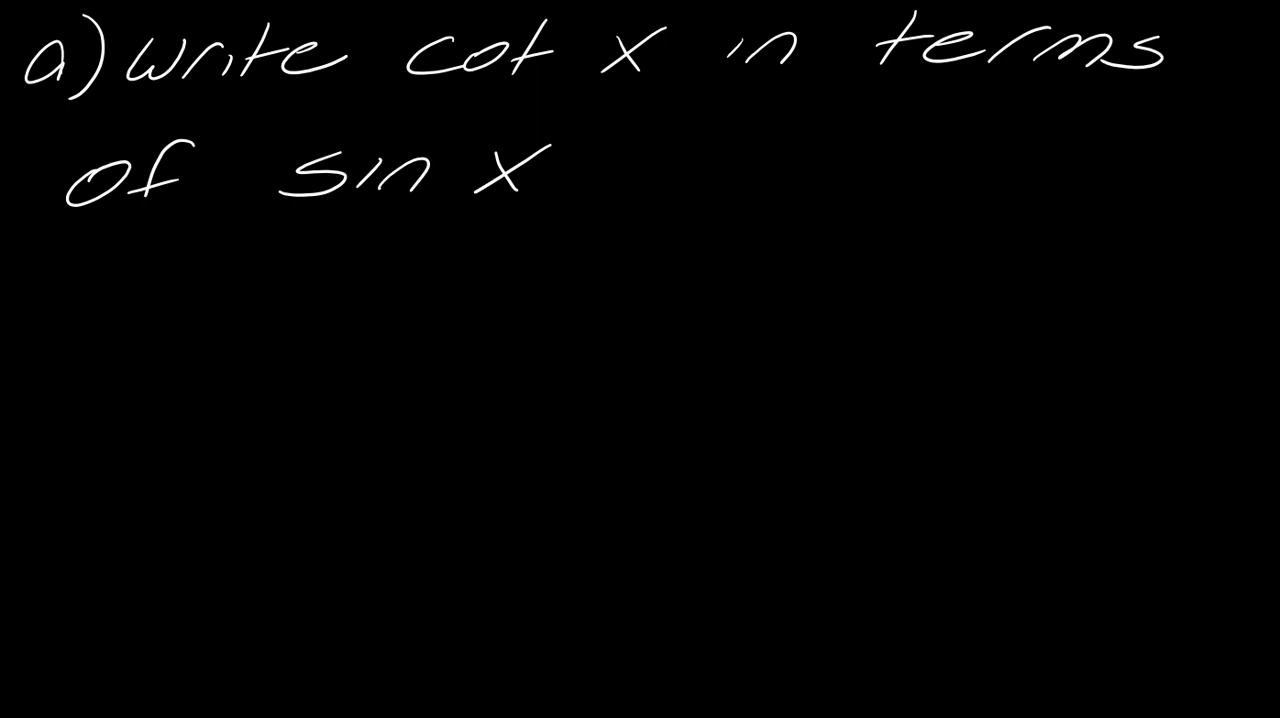 a) write cot x in terms
of sin x